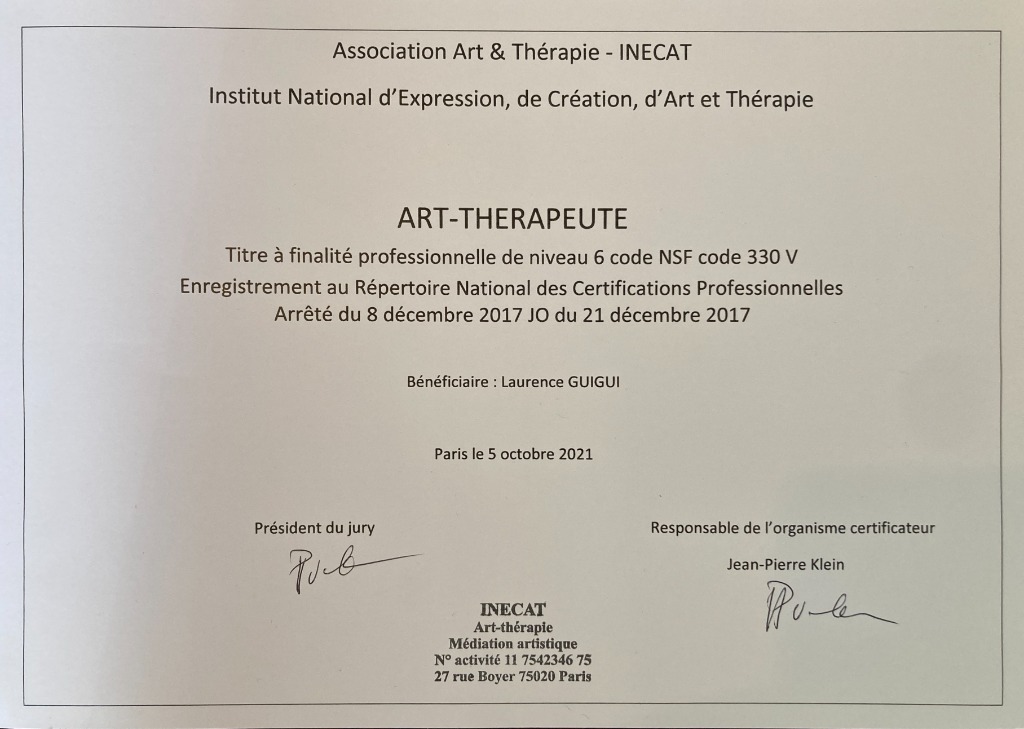 Association Art & Thérapie - INECAT
Institut National d'Expression, de Création, d'Art et Thérapie
ART-THERAPEUTE
Titre à finalité professionnelle de niveau 6 code NSF code 330 V
Enregistrement au Répertoire National des Certifications Professionnelles
Arrêté du 8 décembre 2017 JO du 21 décembre 2017
Bénéficiaire : Laurence GUIGUI
Paris le 5 octobre 2021
Président du jury
Responsable de l'organisme certificateur
Jean-Pierre Klein
INECAT
Art-thérapie
Médiation artistique
N° activité 11 7542346 75
27 rue Boyer 75020 Paris